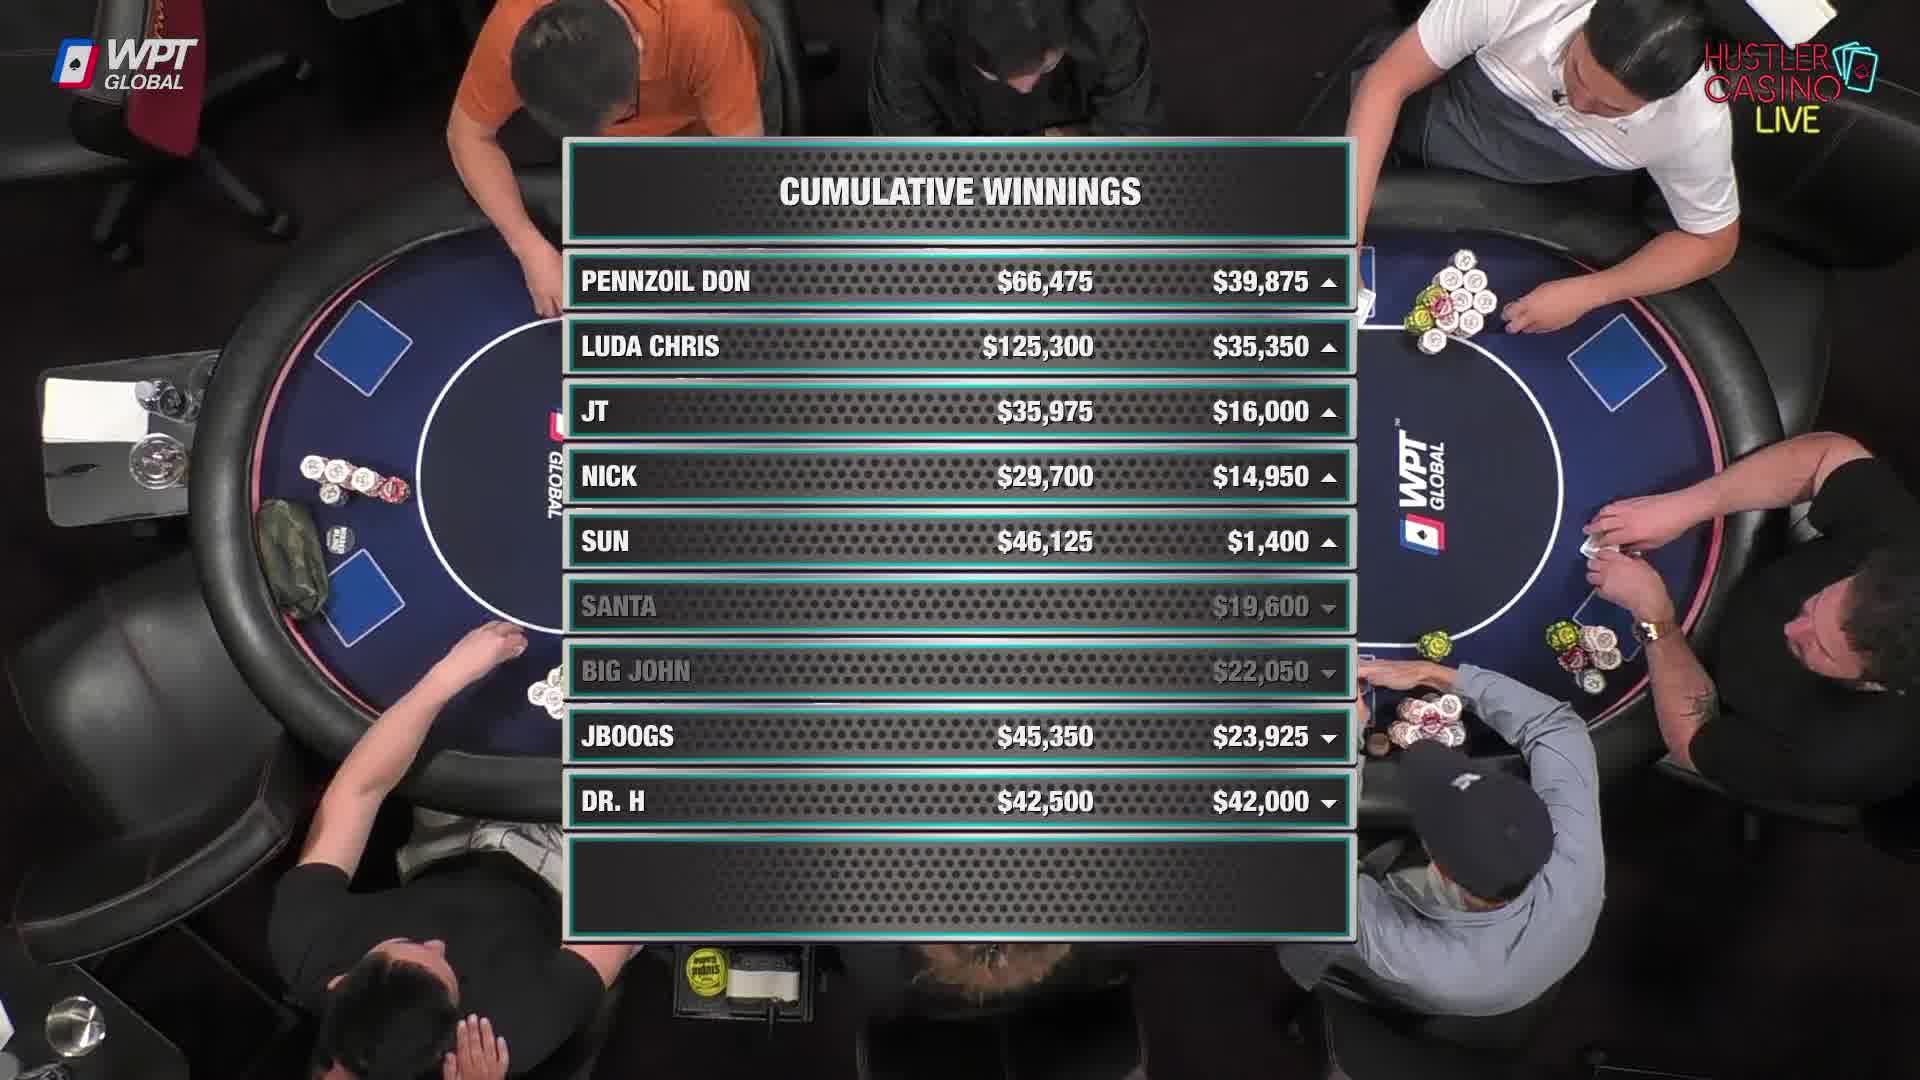 WPT
GLOBAL
HUSTLER
CASINO
LIVE
CUMULATIVE WINNINGS
PENNZOIL DON $66,475 $39,875
LUDA CHRIS $125,300 $35,350
JT $35,975 $16,000
NICK $29,700 $14,950
SUN $46,125 $1,400
SANTA $19,600
BIG JOHN $22,050
JBOOGS $45,350 $23,925
DR. H $42,500 $42,000
GLOBAL
WPT
GLOBAL